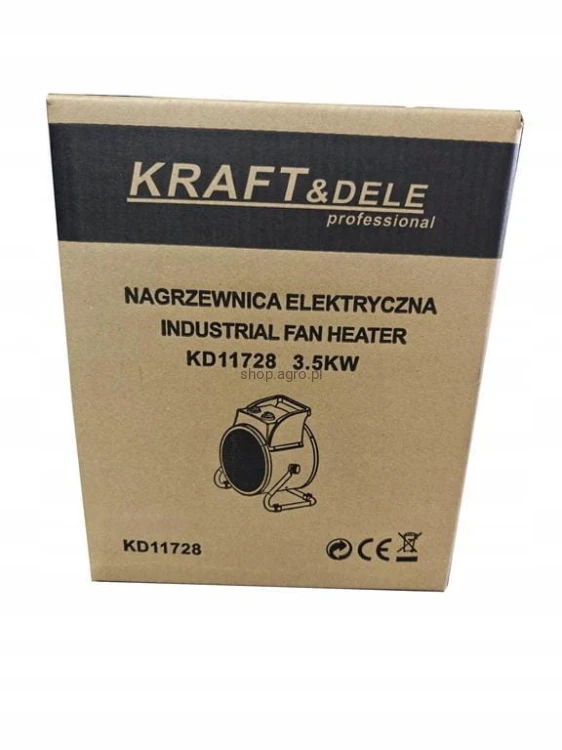 KRAFT&DELE
professional
NAGRZEWNICA ELEKTRYCZNA
INDUSTRIAL FAN HEATER
KD11728 3.5KW
shop.agro.pl
KD11728
CE